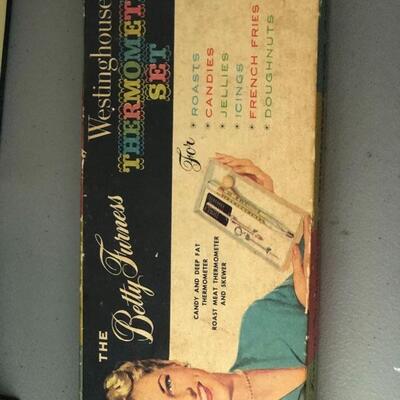 THE
Betty Furness
Westinghouse
THERMOMETER
SET
For
• ROASTS
• CANDIES
• JELLIES
• ICINGS
• FRENCH FRIES
• DOUGHNUTS
CANDY AND DEEP FAT
THERMOMETER
ROAST MEAT THERMOMETER
AND SKEWER